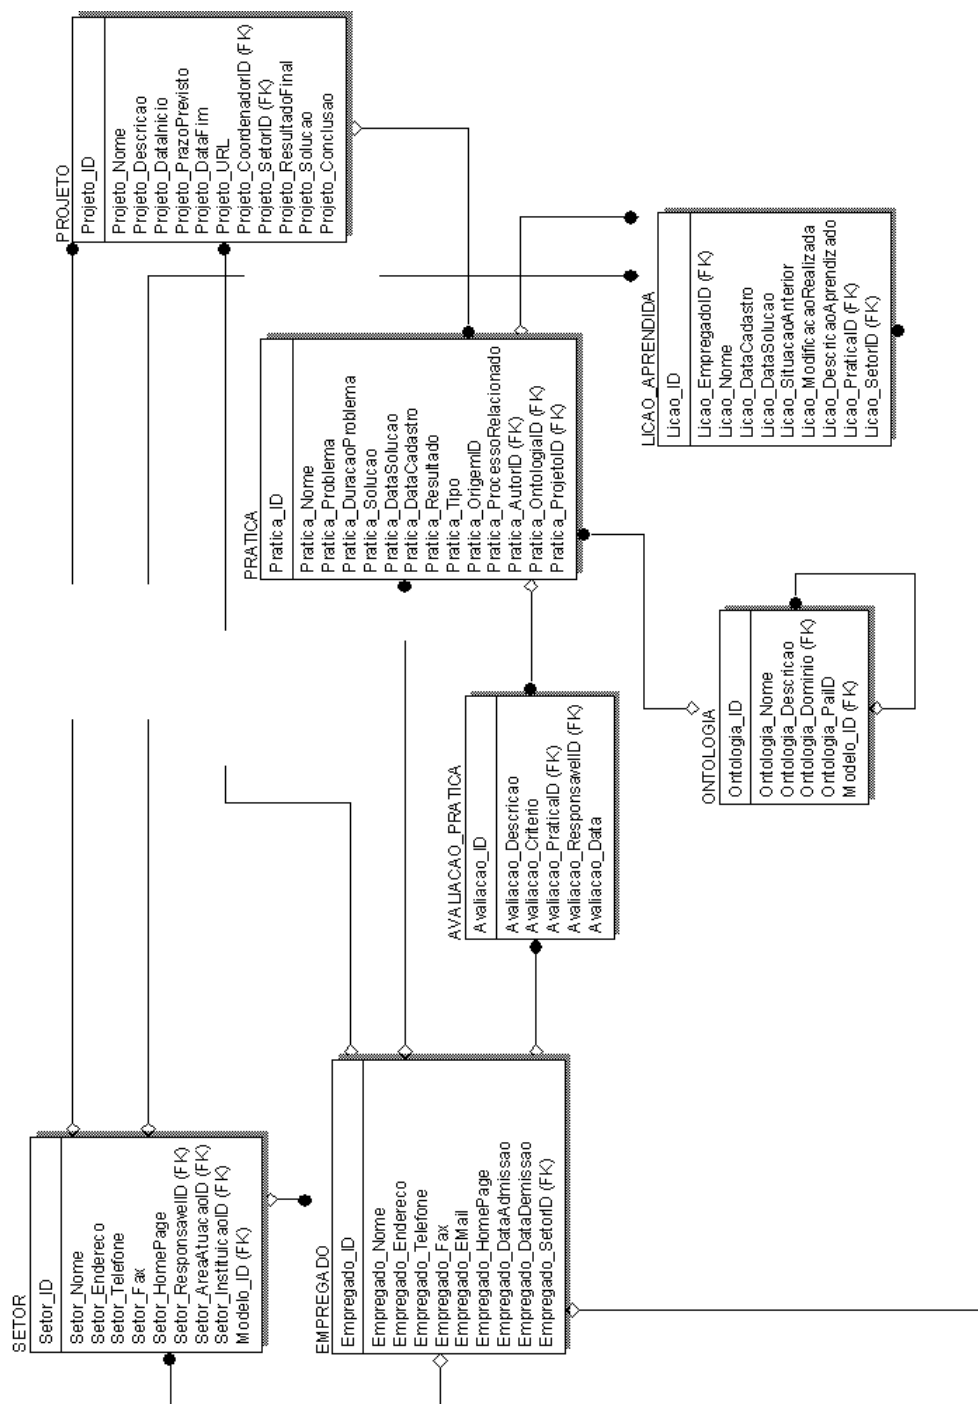 PROJETO
Projeto_ID
Projeto_Nome
Projeto_Descricao
Projeto_DataInicio
Projeto_PrazoPrevisto
Projeto_DataFim
Projeto_URL
Projeto_CoordenadorID (FK)
Projeto_SetorID (FK)
Projeto_ResultadoFinal
Projeto_Solucao
Projeto_Conclusao
PRATICA
Pratica_ID
Pratica_Nome
Pratica_Problema
Pratica_DuracaoProblema
Pratica_Solucao
Pratica_DataSolucao
Pratica_DataCadastro
Pratica_Resultado
Pratica_Tipo
Pratica_OrigemID
Pratica_ProcessoRelacionado
Pratica_AutorID (FK)
Pratica_OntologiaID (FK)
Pratica_ProjetoID (FK)
LICAO_APRENDIDA
Licao_ID
Licao_EmpregadoID (FK)
Licao_Nome
Licao_DataCadastro
Licao_DataSolucao
Licao_SituacaoAnterior
Licao_ModificacaoRealizada
Licao_DescricaoAprendizado
Licao_PraticaID (FK)
Licao_SetorID (FK)
AVALIACAO_PRATICA
Avaliacao_ID
Avaliacao_Descricao
Avaliacao_Criterio
Avaliacao_PraticaID (FK)
Avaliacao_ResponsavelID (FK)
Avaliacao_Data
ONTOLOGIA
Ontologia_ID
Ontologia_Nome
Ontologia_Descricao
Ontologia_Dominio (FK)
Ontologia_PaiID
Modelo_ID (FK)
SETOR
Setor_ID
Setor_Nome
Setor_Endereco
Setor_Telefone
Setor_Fax
Setor_HomePage
Setor_ResponsavelID (FK)
Setor_AreaAtuacaoID (FK)
Setor_InstituicaoID (FK)
Modelo_ID (FK)
EMPREGADO
Empregado_ID
Empregado_Nome
Empregado_Endereco
Empregado_Telefone
Empregado_Fax
Empregado_EMail
Empregado_HomePage
Empregado_DataAdmissao
Empregado_DataDemissao
Empregado_SetorID (FK)